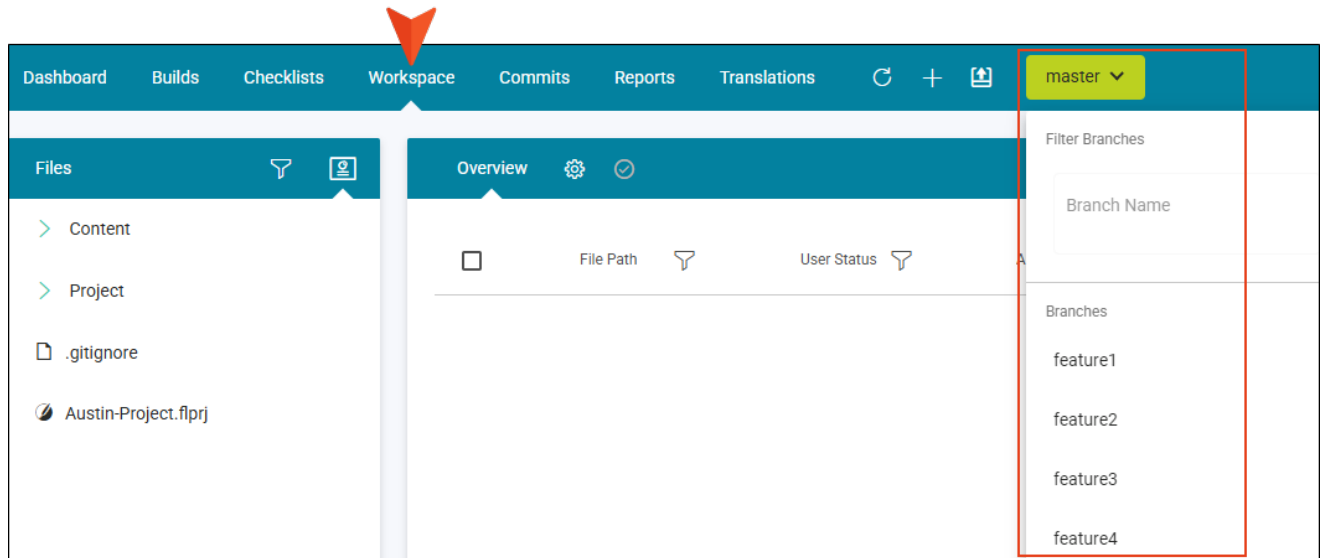 Dashboard Builds Checklists Workspace Commits Reports Translations master
Files
Content
Project
.gitignore
Austin-Project.flprj
Overview
File Path User Status A
Filter Branches
Branch Name
Branches
feature1
feature2
feature3
feature4